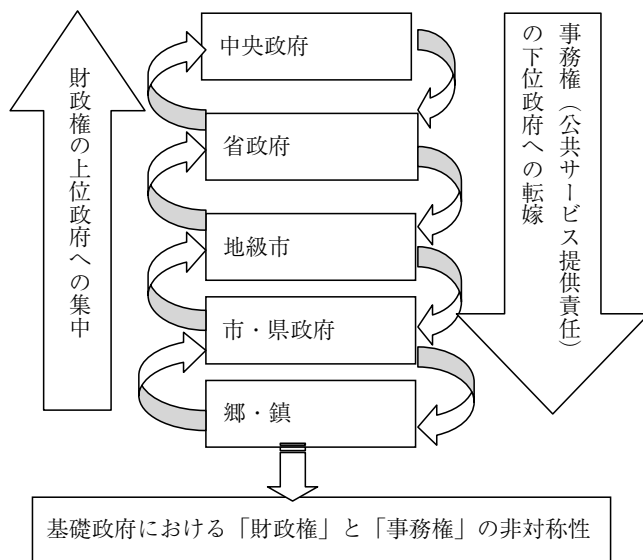 財政権の上位政府への集中
中央政府
省政府
地級市
市・県政府
郷・鎮
事務権（公共サービス提供責任）
の下位政府への転嫁
基礎政府における「財政権」と「事務権」の非対称性